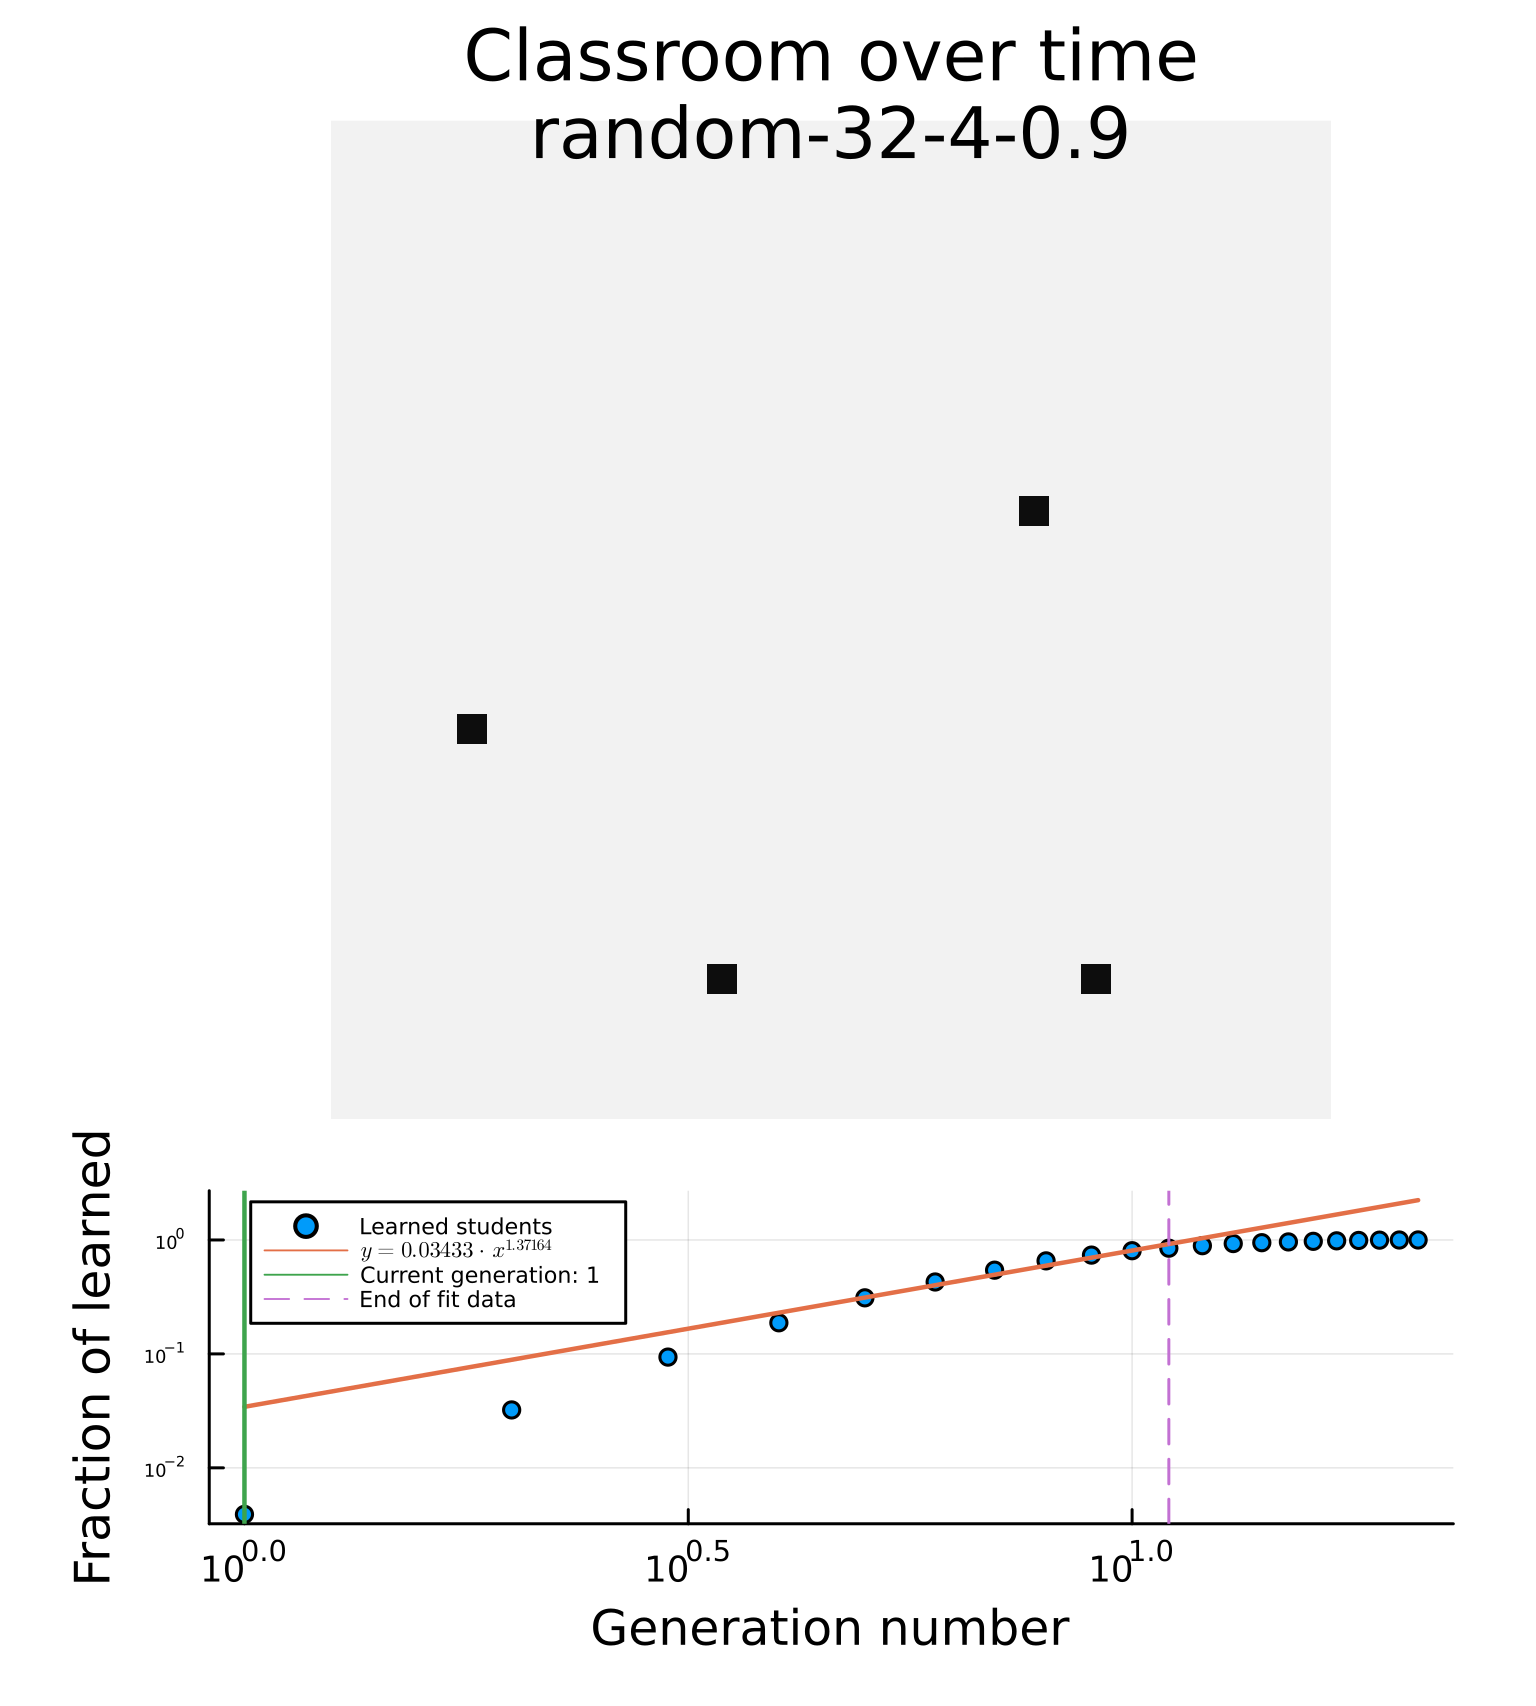 Classroom over time
random-32-4-0.9
Fraction of learned
10⁰
10⁻¹
10⁻²
Learned students
y = 0.03433 · x^1.37164
Current generation: 1
End of fit data
10^0.0
10^0.5
10^1.0
Generation number